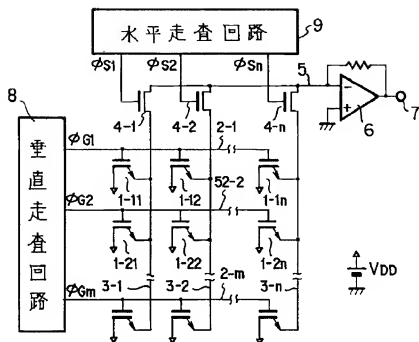 水平走査回路
9
ϕS1 ϕS2 ϕSn
5
8
4-1 4-2 4-n
6
7
ϕG1
2-1
1-11 1-12 1-1n
ϕG2
52-2
1-21 1-22 1-2n
垂直走査回路
VDD
ϕGm
3-1 3-2 2-m 3-n